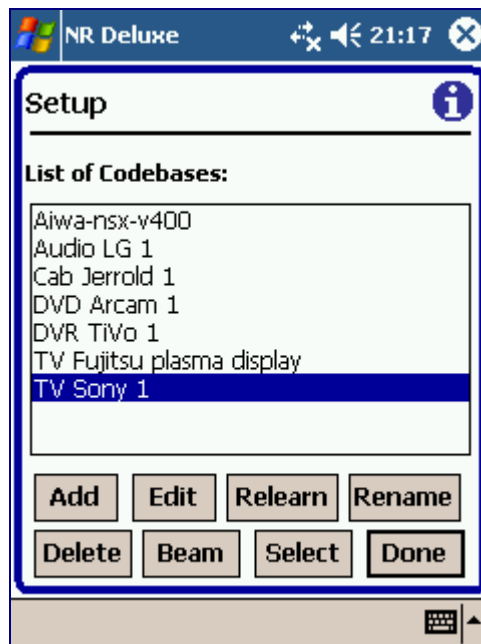 NR Deluxe 21:17
Setup
List of Codebases:
Aiwa-nsx-v400
Audio LG 1
Cab Jerrold 1
DVD Arcam 1
DVR TiVo 1
TV Fujitsu plasma display
TV Sony 1
Add Edit Relearn Rename
Delete Beam Select Done